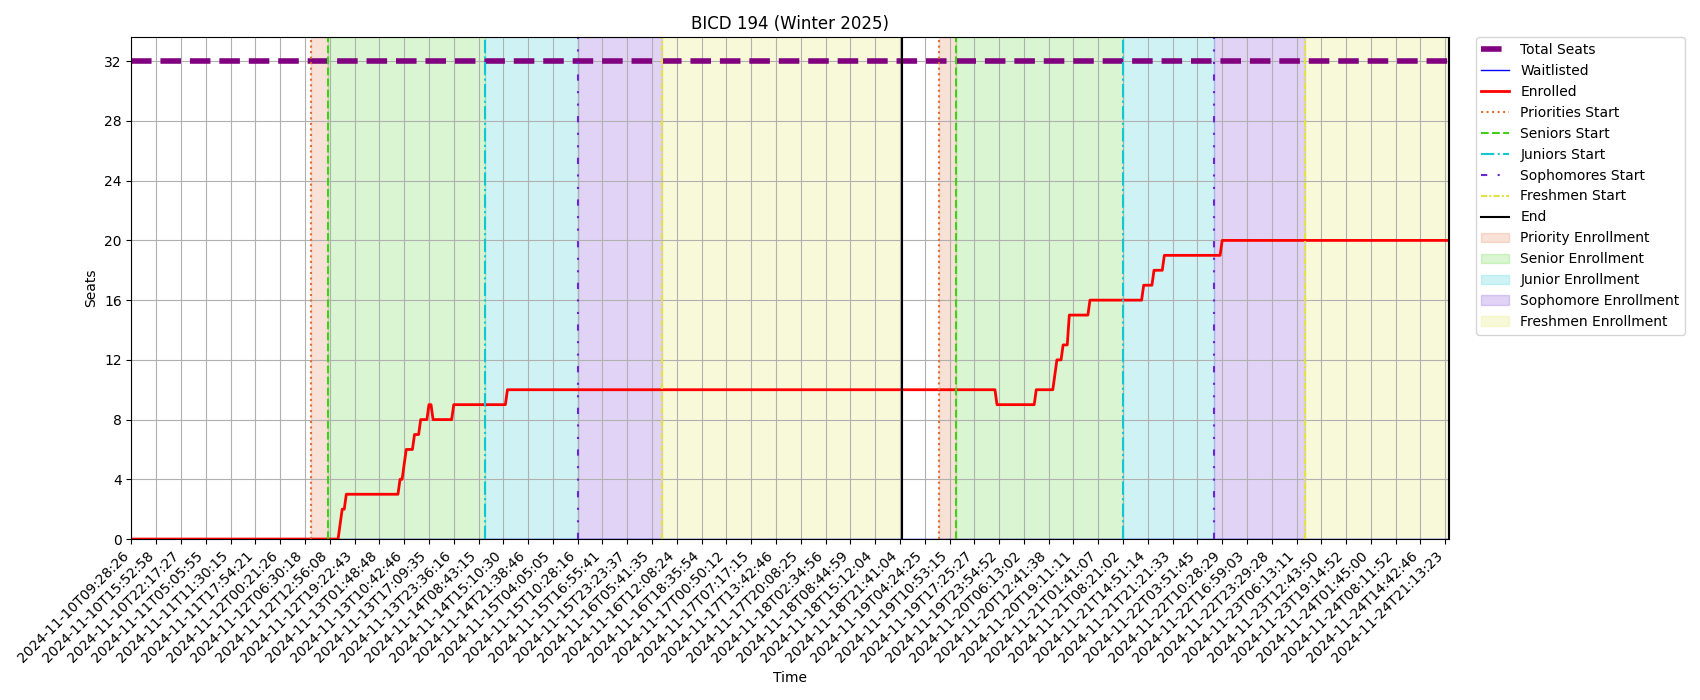 BICD 194 (Winter 2025)
Seats
32
28
24
20
16
12
8
4
0
2024-11-10T09:28:26
2024-11-10T15:52:58
2024-11-10T22:17:27
2024-11-11T05:05:55
2024-11-11T11:30:15
2024-11-11T17:54:21
2024-11-12T00:21:26
2024-11-12T06:30:18
2024-11-12T12:56:08
2024-11-12T19:22:43
2024-11-13T01:48:48
2024-11-13T10:42:46
2024-11-13T17:09:35
2024-11-13T23:36:16
2024-11-14T08:43:15
2024-11-14T15:10:30
2024-11-14T21:38:46
2024-11-15T04:05:05
2024-11-15T10:28:16
2024-11-15T16:55:41
2024-11-15T23:23:37
2024-11-16T05:41:35
2024-11-16T12:08:24
2024-11-16T18:35:54
2024-11-17T00:50:12
2024-11-17T07:17:15
2024-11-17T13:42:46
2024-11-17T20:08:25
2024-11-18T02:34:56
2024-11-18T08:44:59
2024-11-18T15:12:04
2024-11-18T21:41:04
2024-11-19T04:24:25
2024-11-19T10:53:15
2024-11-19T17:25:27
2024-11-19T23:54:52
2024-11-20T06:13:02
2024-11-20T12:41:38
2024-11-20T19:11:11
2024-11-21T01:41:07
2024-11-21T08:21:02
2024-11-21T14:51:14
2024-11-21T21:21:33
2024-11-22T03:51:45
2024-11-22T10:28:29
2024-11-22T16:59:03
2024-11-22T23:29:28
2024-11-23T06:13:11
2024-11-23T12:43:50
2024-11-23T19:14:52
2024-11-24T01:45:00
2024-11-24T08:11:52
2024-11-24T14:42:46
2024-11-24T21:13:23
Time
Total Seats
Waitlisted
Enrolled
Priorities Start
Seniors Start
Juniors Start
Sophomores Start
Freshmen Start
End
Priority Enrollment
Senior Enrollment
Junior Enrollment
Sophomore Enrollment
Freshmen Enrollment